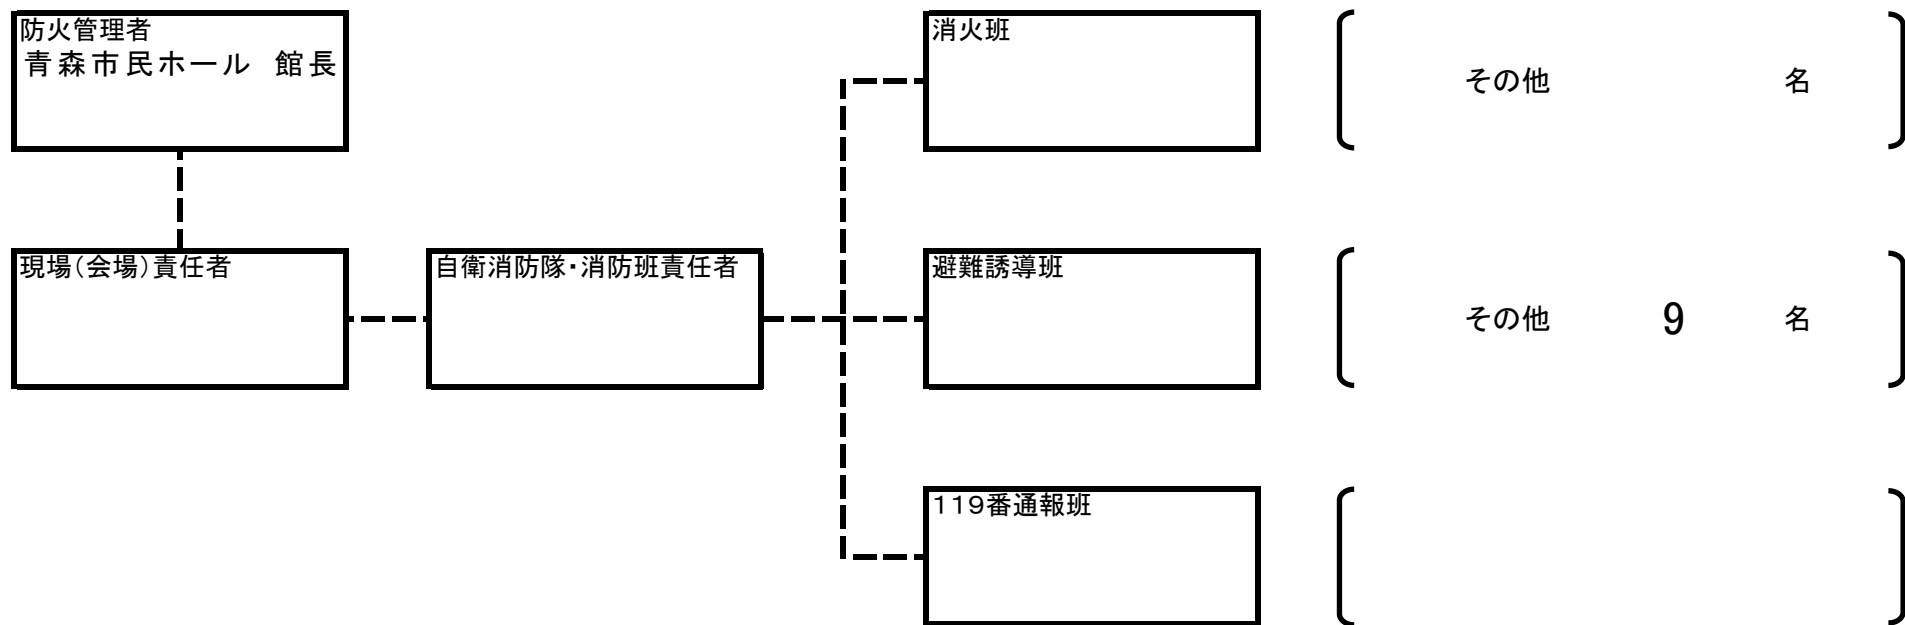 防火管理者
青森市民ホール　館長
消火班
その他　名
現場（会場）責任者
自衛消防隊・消防班責任者
避難誘導班
その他　9　名
１１９番通報班